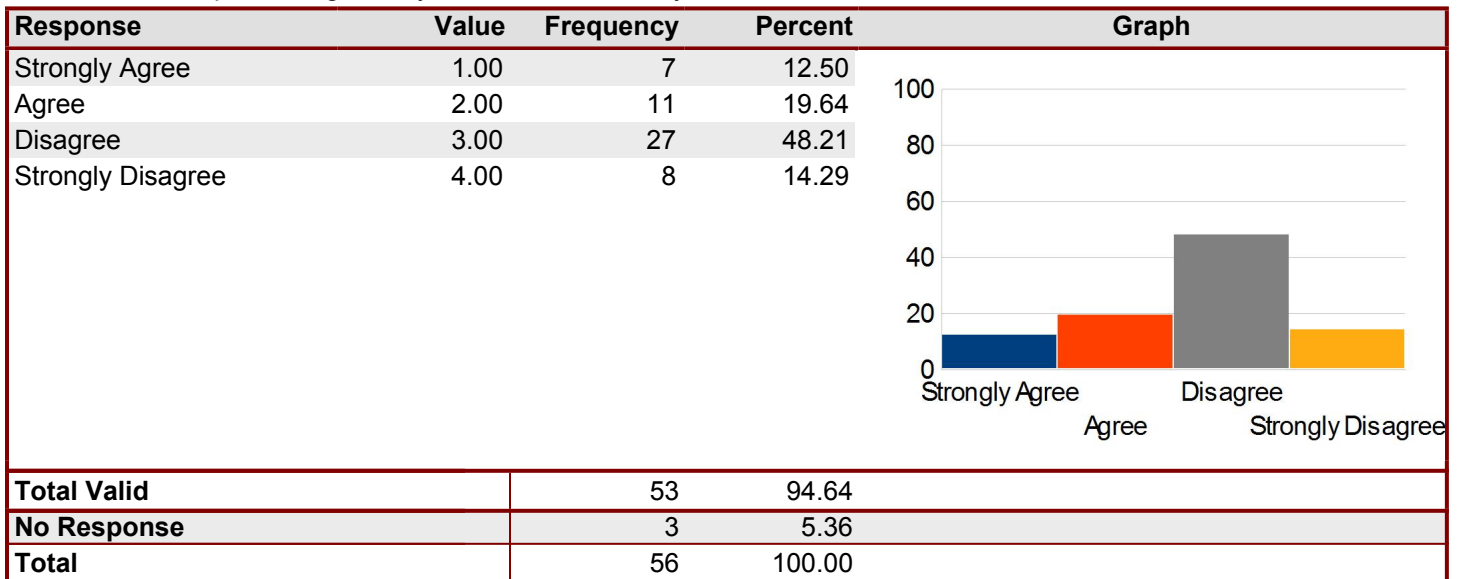 Response Value Frequency Percent Graph
Strongly Agree 1.00 7 12.50
Agree 2.00 11 19.64
Disagree 3.00 27 48.21
Strongly Disagree 4.00 8 14.29
100
80
60
40
20
0
Strongly Agree Disagree
Agree Strongly Disagree
Total Valid 53 94.64
No Response 3 5.36
Total 56 100.00